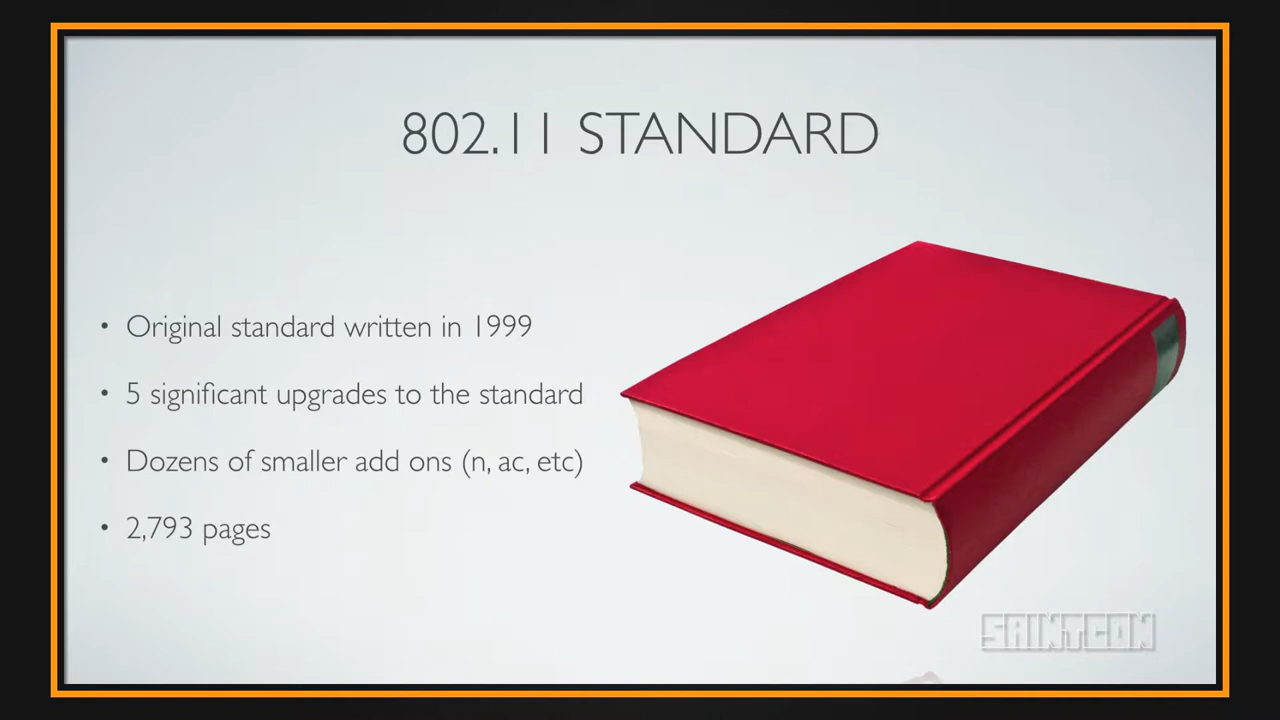 802.11 STANDARD
• Original standard written in 1999
• 5 significant upgrades to the standard
• Dozens of smaller add ons (n, ac, etc)
• 2,793 pages
SAINTCON